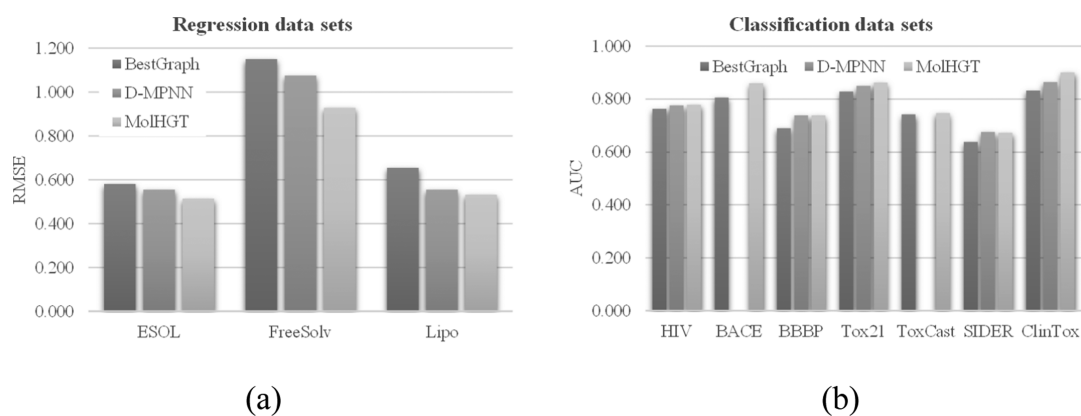 Regression data sets
1.200
1.000
0.800
0.600
0.400
0.200
0.000
RMSE
BestGraph
D-MPNN
MolHGT
ESOL FreeSolv Lipo
(a)
Classification data sets
1.000
0.800
0.600
0.400
0.200
0.000
AUC
BestGraph D-MPNN MolHGT
HIV BACE BBBP Tox21 ToxCast SIDER ClinTox
(b)